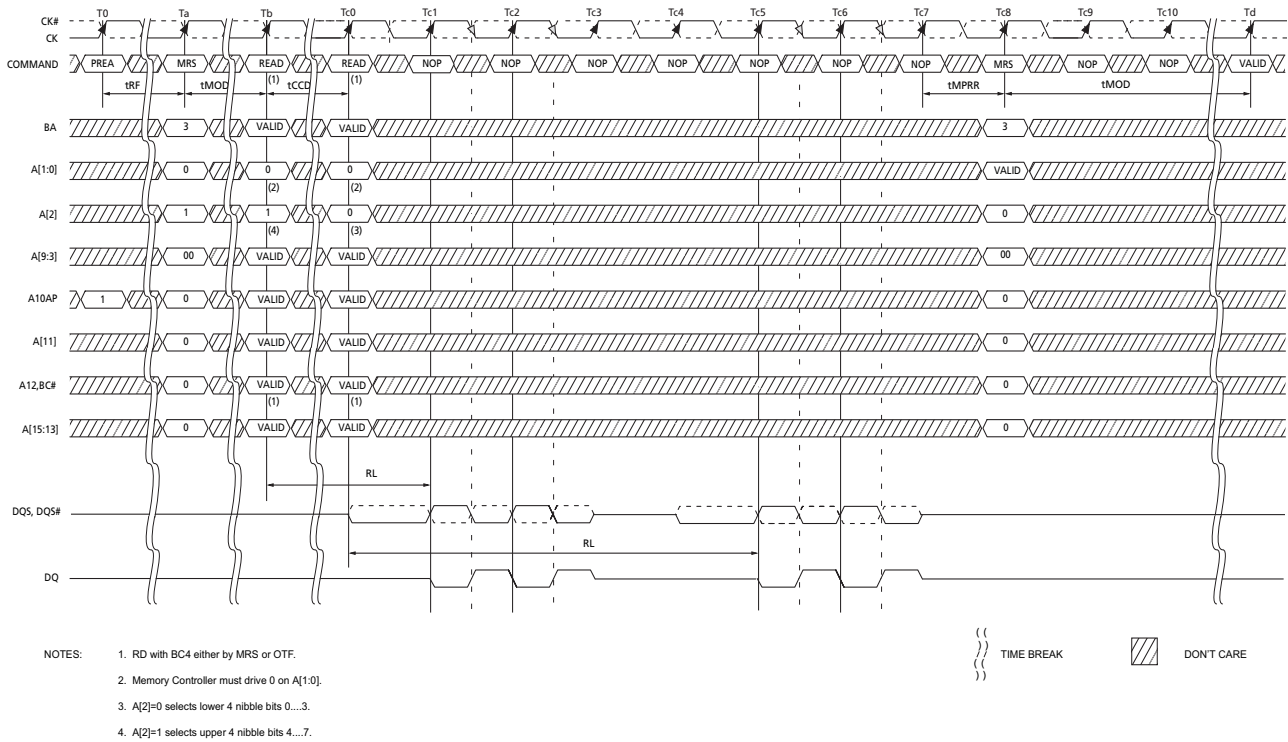 T0 Ta Tb Tc0 Tc1 Tc2 Tc3 Tc4 Tc5 Tc6 Tc7 Tc8 Tc9 Tc10 Td
CK#
CK
COMMAND PREA MRS READ READ NOP NOP NOP NOP NOP NOP NOP MRS NOP NOP VALID
(1) (1)
tRF tMOD tCCD tMPRR tMOD
BA 3 VALID VALID 3
A[1:0] 0 0 0 VALID
(2) (2)
A[2] 1 1 0 0
(4) (3)
A[9:3] 00 VALID VALID 00
A10AP 1 0 VALID VALID 0
A[11] 0 VALID VALID 0
A12,BC# 0 VALID VALID 0
(1) (1)
A[15:13] 0 VALID VALID 0
RL
DQS, DQS#
RL
DQ
NOTES: 1. RD with BC4 either by MRS or OTF.
2. Memory Controller must drive 0 on A[1:0].
3. A[2]=0 selects lower 4 nibble bits 0....3.
4. A[2]=1 selects upper 4 nibble bits 4....7.
TIME BREAK DON'T CARE